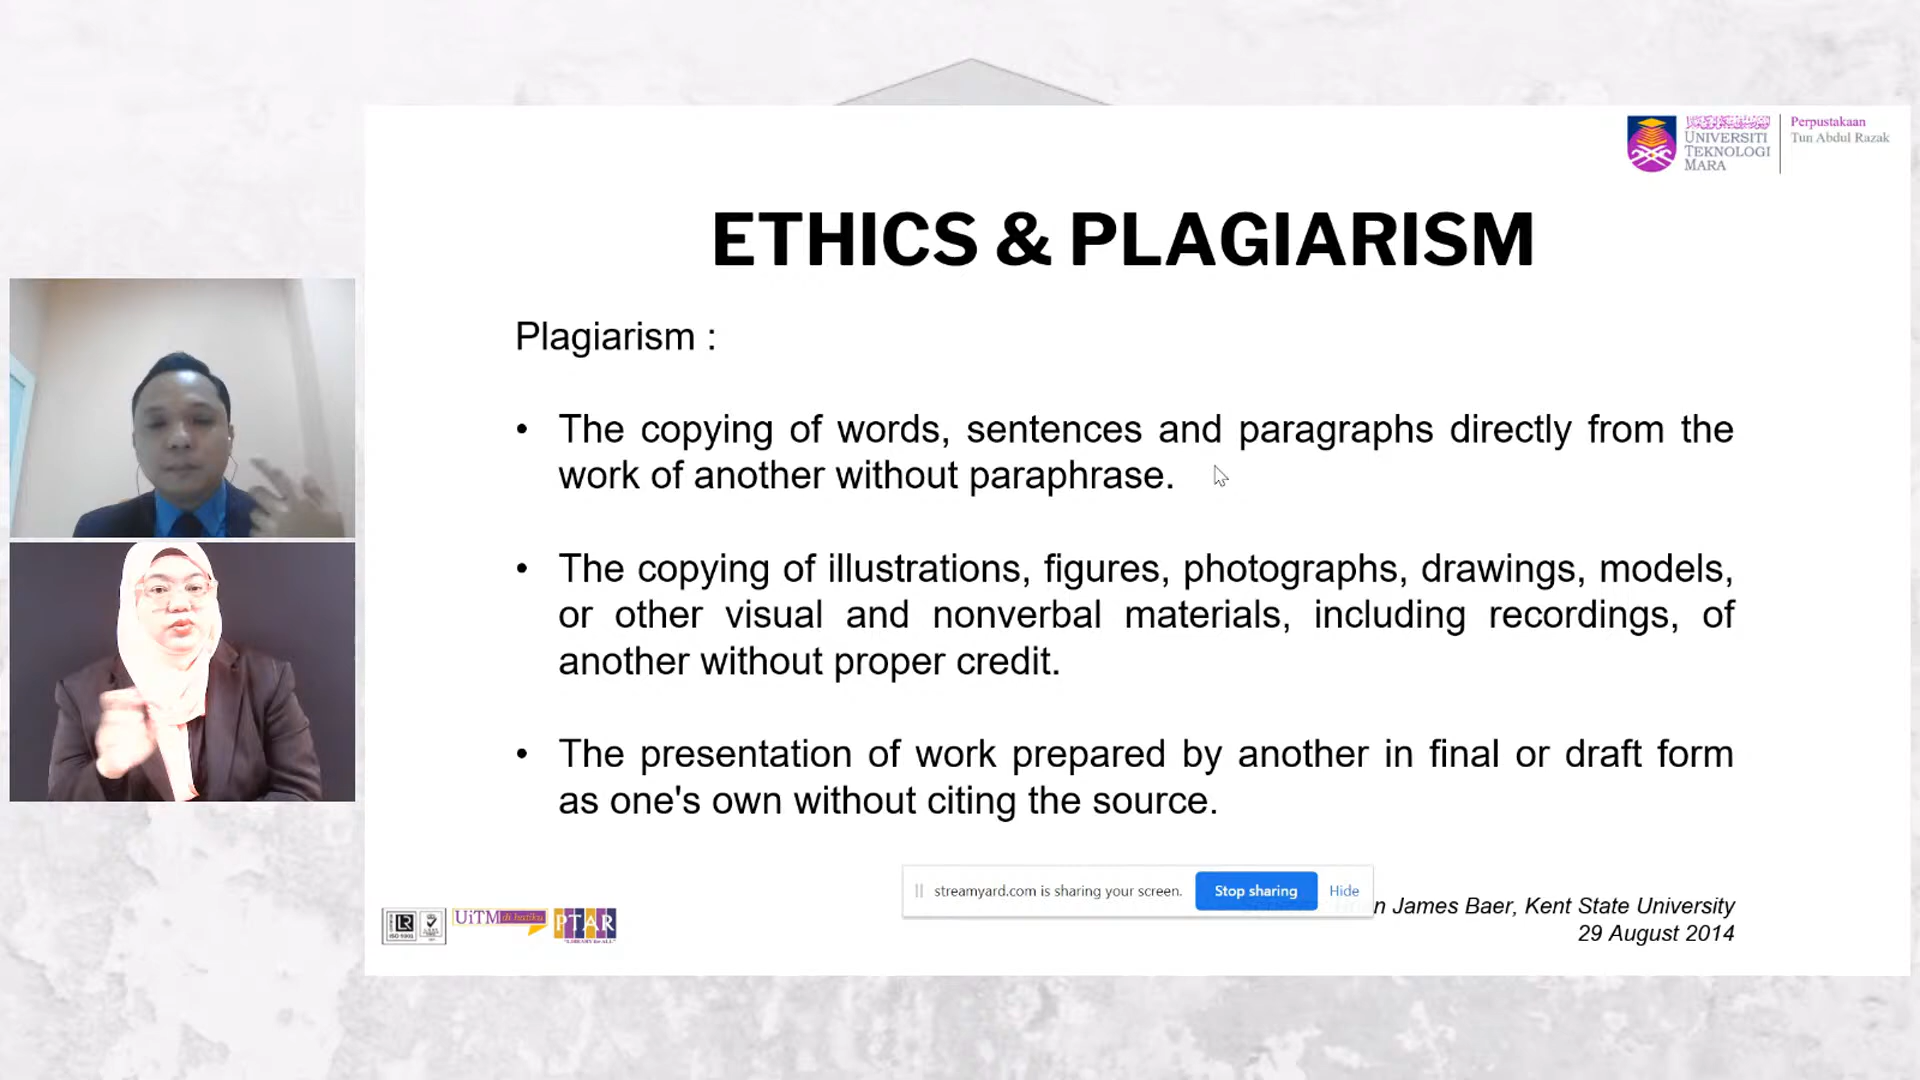 UNIVERSITI
TEKNOLOGI
MARA
Perpustakaan
Tun Abdul Razak
ETHICS & PLAGIARISM
Plagiarism :
• The copying of words, sentences and paragraphs directly from the
work of another without paraphrase.
• The copying of illustrations, figures, photographs, drawings, models,
or other visual and nonverbal materials, including recordings, of
another without proper credit.
• The presentation of work prepared by another in final or draft form
as one's own without citing the source.
streamyard.com is sharing your screen.
Stop sharing
Hide
James Baer, Kent State University
29 August 2014
LR
UiTM di hatiku
PTAR